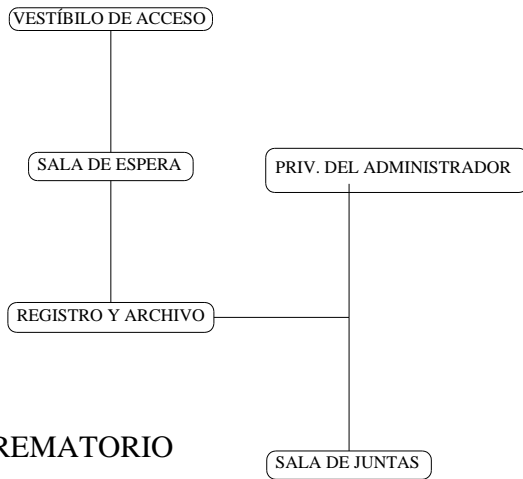 VESTÍBILO DE ACCESO
SALA DE ESPERA
PRIV. DEL ADMINISTRADOR
REGISTRO Y ARCHIVO
REMATORIO
SALA DE JUNTAS